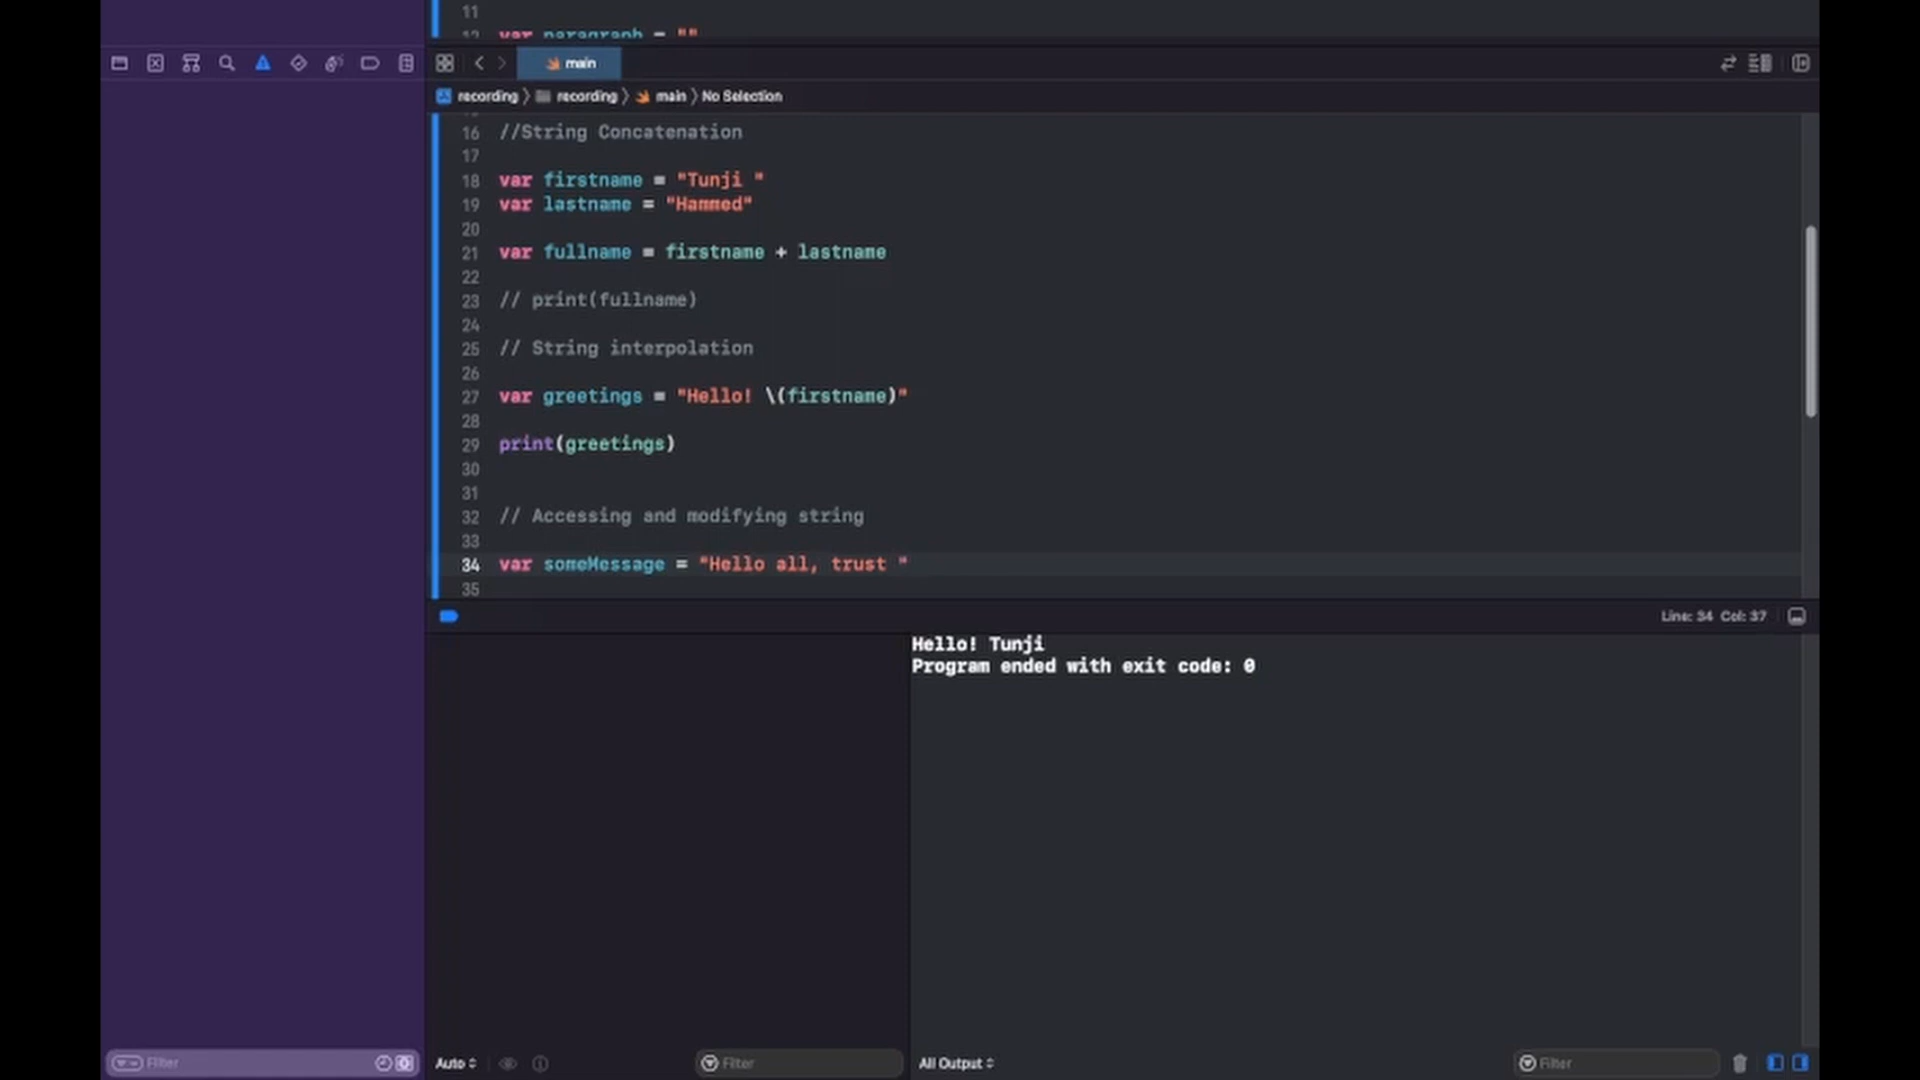 11
12 var paragraph = ""
main
recording recording main No Selection
16 //String Concatenation
17
18 var firstname = "Tunji "
19 var lastname = "Hammed"
20
21 var fullname = firstname + lastname
22
23 // print(fullname)
24
25 // String interpolation
26
27 var greetings = "Hello! \(firstname)"
28
29 print(greetings)
30
31
32 // Accessing and modifying string
33
34 var someMessage = "Hello all, trust "
35
Line: 34 Col: 37
Hello! Tunji
Program ended with exit code: 0
Filter
Auto
Filter
All Output
Filter